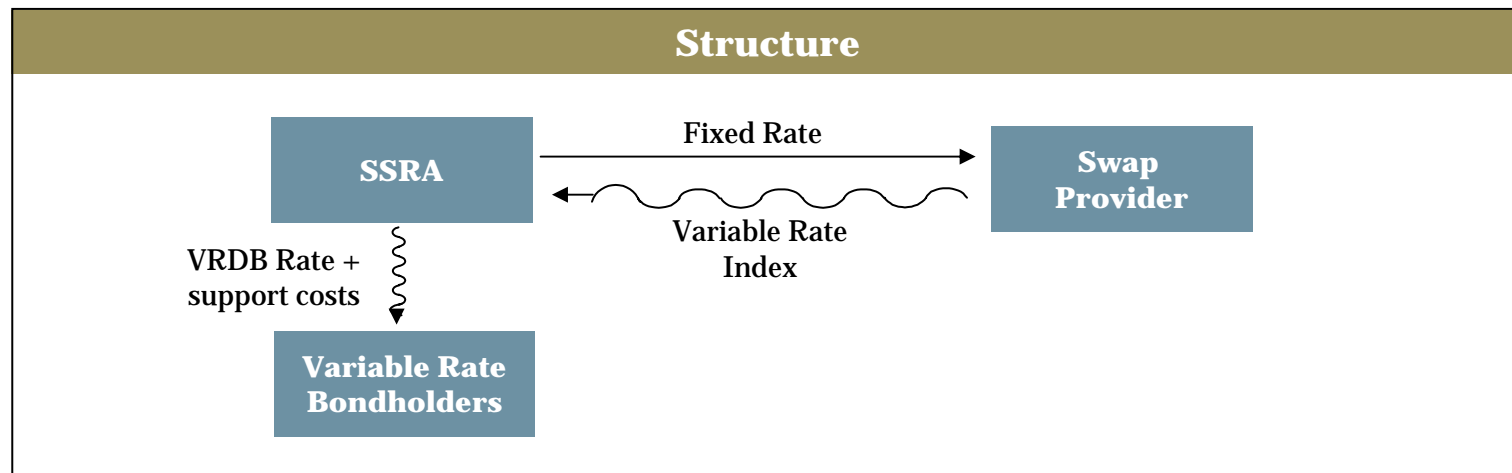 Structure
SSRA
Fixed Rate
Swap
Provider
Variable Rate
Index
VRDB Rate +
support costs
Variable Rate
Bondholders